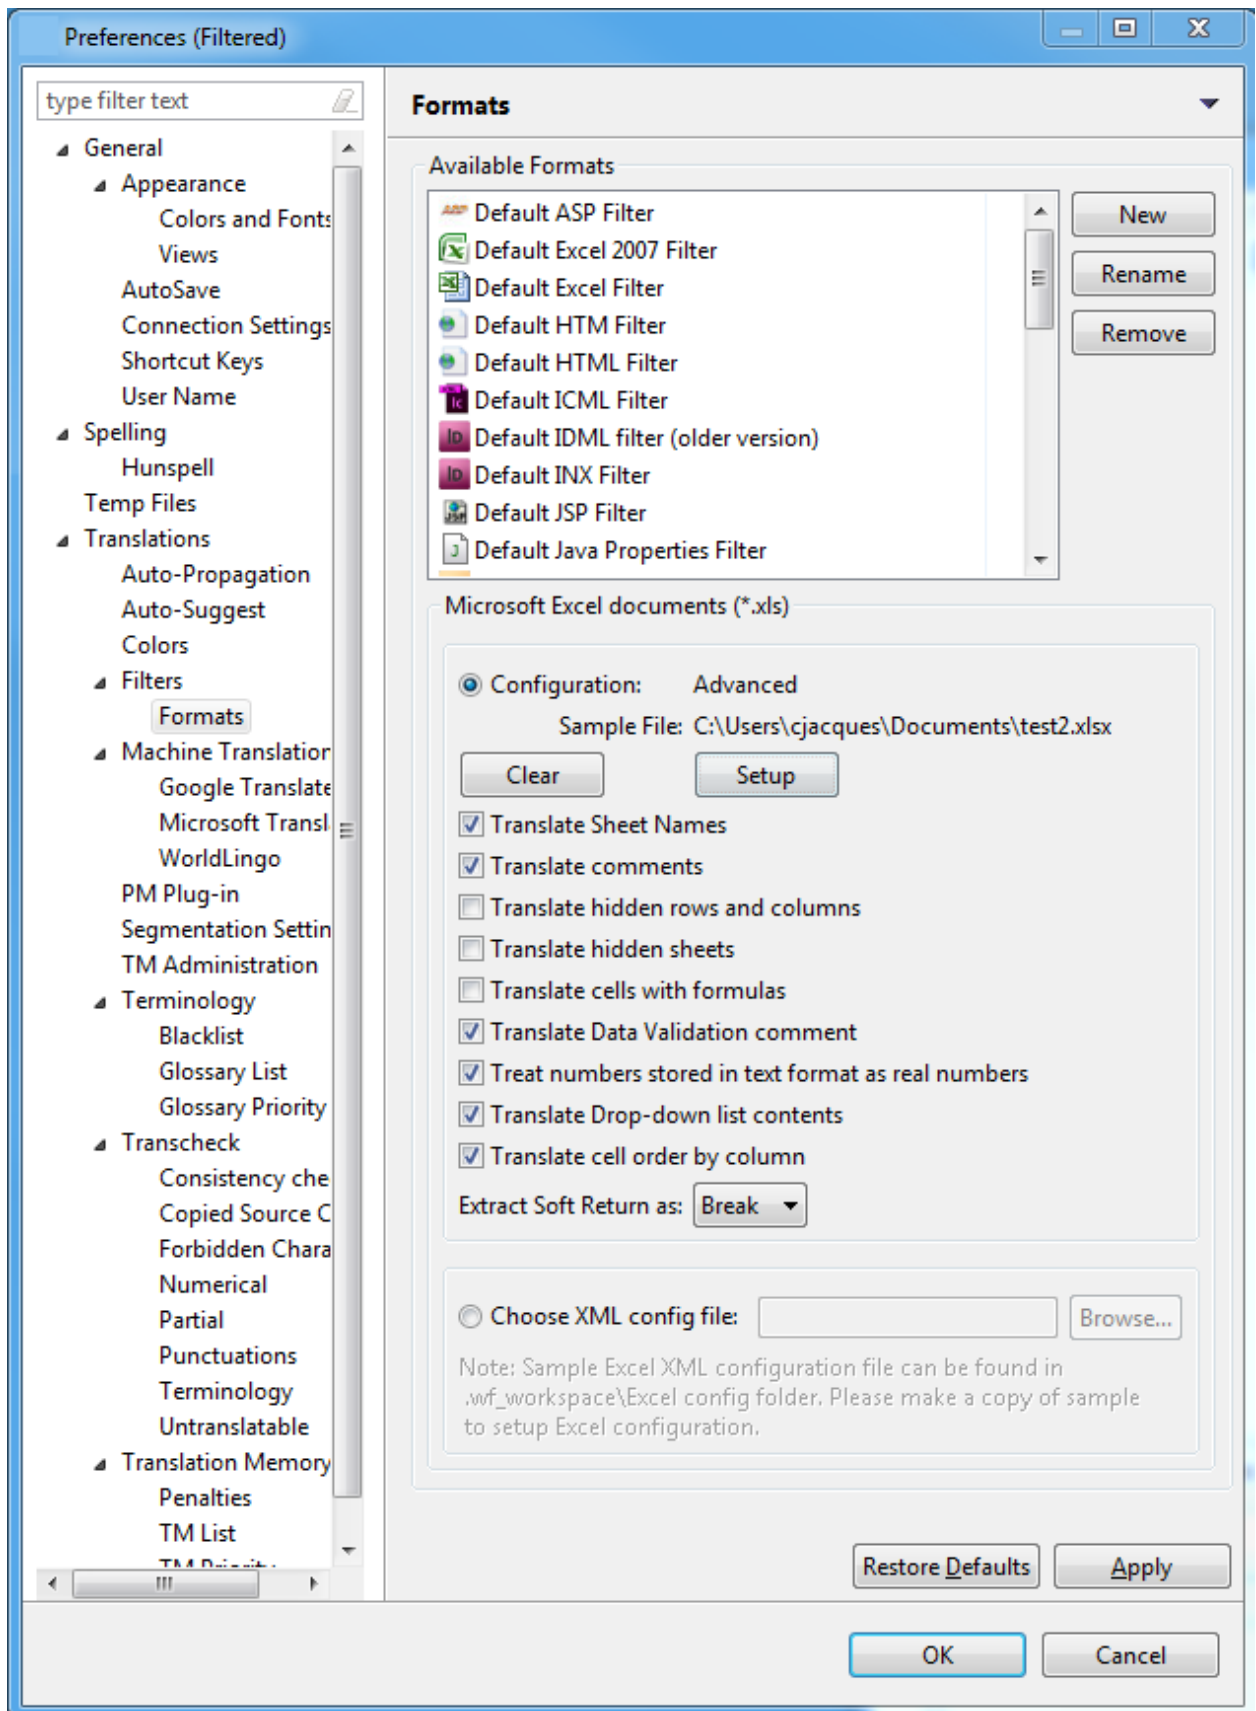 Preferences (Filtered)
type filter text
General
Appearance
Colors and Fonts
Views
AutoSave
Connection Settings
Shortcut Keys
User Name
Spelling
Hunspell
Temp Files
Translations
Auto-Propagation
Auto-Suggest
Colors
Filters
Formats
Machine Translation
Google Translate
Microsoft Transl
WorldLingo
PM Plug-in
Segmentation Settin
TM Administration
Terminology
Blacklist
Glossary List
Glossary Priority
Transcheck
Consistency che
Copied Source C
Forbidden Chara
Numerical
Partial
Punctuations
Terminology
Untranslatable
Translation Memory
Penalties
TM List
TM Priority
Formats
Available Formats
Default ASP Filter
Default Excel 2007 Filter
Default Excel Filter
Default HTM Filter
Default HTML Filter
Default ICML Filter
Default IDML filter (older version)
Default INX Filter
Default JSP Filter
Default Java Properties Filter
New
Rename
Remove
Microsoft Excel documents (*.xls)
Configuration: Advanced
Sample File: C:\Users\cjacques\Documents\test2.xlsx
Clear Setup
Translate Sheet Names
Translate comments
Translate hidden rows and columns
Translate hidden sheets
Translate cells with formulas
Translate Data Validation comment
Treat numbers stored in text format as real numbers
Translate Drop-down list contents
Translate cell order by column
Extract Soft Return as: Break
Choose XML config file: Browse...
Note: Sample Excel XML configuration file can be found in
.wf_workspace\Excel config folder. Please make a copy of sample
to setup Excel configuration.
Restore Defaults Apply
OK Cancel